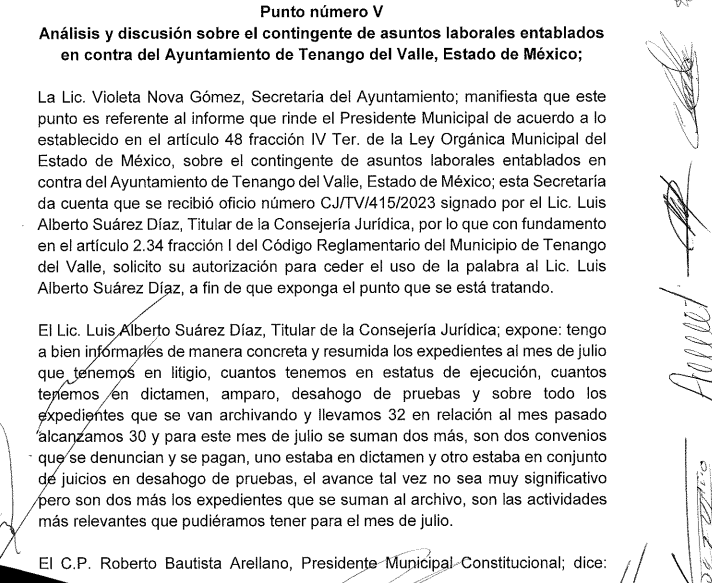 Punto número V
Análisis y discusión sobre el contingente de asuntos laborales entablados
en contra del Ayuntamiento de Tenango del Valle, Estado de México;
La Lic. Violeta Nova Gómez, Secretaria del Ayuntamiento; manifiesta que este
punto es referente al informe que rinde el Presidente Municipal de acuerdo a lo
establecido en el artículo 48 fracción IV Ter. de la Ley Orgánica Municipal del
Estado de México, sobre el contingente de asuntos laborales entablados en
contra del Ayuntamiento de Tenango del Valle, Estado de México; esta Secretaría
da cuenta que se recibió oficio número CJ/TV/415/2023 signado por el Lic. Luis
Alberto Suárez Díaz, Titular de la Consejería Jurídica, por lo que con fundamento
en el artículo 2.34 fracción I del Código Reglamentario del Municipio de Tenango
del Valle, solicito su autorización para ceder el uso de la palabra al Lic. Luis
Alberto Suárez Díaz, a fin de que exponga el punto que se está tratando.
El Lic. Luis Alberto Suárez Díaz, Titular de la Consejería Jurídica; expone: tengo
a bien informarles de manera concreta y resumida los expedientes al mes de julio
que tenemos en litigio, cuantos tenemos en estatus de ejecución, cuantos
tenemos en dictamen, amparo, desahogo de pruebas y sobre todo los
expedientes que se van archivando y llevamos 32 en relación al mes pasado
alcanzamos 30 y para este mes de julio se suman dos más, son dos convenios
que se denuncian y se pagan, uno estaba en dictamen y otro estaba en conjunto
de juicios en desahogo de pruebas, el avance tal vez no sea muy significativo
pero son dos más los expedientes que se suman al archivo, son las actividades
más relevantes que pudiéramos tener para el mes de julio.
El C.P. Roberto Bautista Arellano, Presidente Municipal Constitucional; dice: